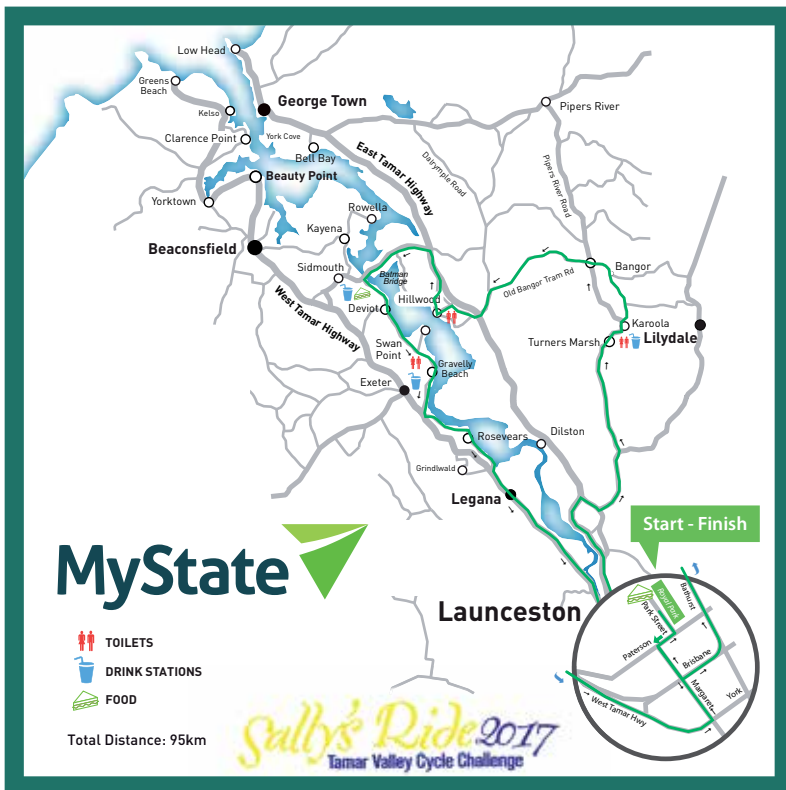 Low Head
Greens
Beach
George Town
Pipers River
Kelso
Clarence Point
York Cove
Bell Bay
East Tamar Highway
Dalrymple Road
Pipers River Road
Beauty Point
Yorktown
Rowella
Kayena
Beaconsfield
Sidmouth
Batman
Bridge
Bangor
Old Bangor Tram Rd
Hillwood
Deviot
West Tamar Highway
Karoola
Lilydale
Turners Marsh
Swan
Point
Gravelly
Beach
Exeter
Rosevears
Dilston
Grindlwald
Legana
Start - Finish
MyState
Launceston
Royal Park
Park Street
Bathurst
Paterson
Brisbane
Margaret
York
West Tamar Hwy
TOILETS
DRINK STATIONS
FOOD
Total Distance: 95km
Sally's Ride 2017
Tamar Valley Cycle Challenge